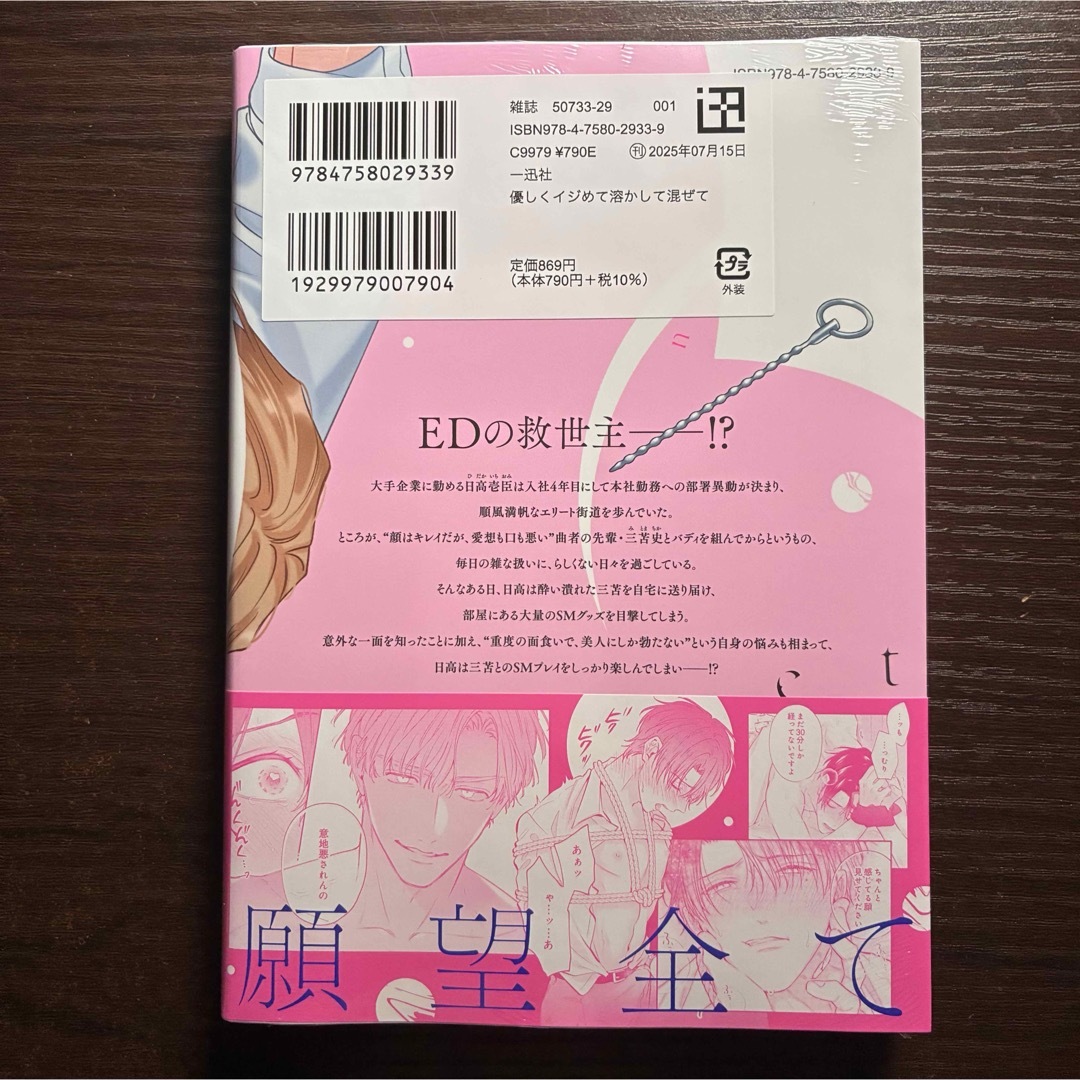 ISBN978-4-7580-2933-9
雑誌 50733-29 001
ISBN978-4-7580-2933-9
C9979 ¥790E ㊞2025年07月15日
一迅社
優しくイジめて溶かして混ぜて
9784758029339
定価869円
(本体790円+税10%)
1929979007904
プラ
外装
n
EDの救世主――!?
大手企業に勤める日高壱臣は入社4年目にして本社勤務への部署異動が決まり、
順風満帆なエリート街道を歩んでいた。
ところが、“顔はキレイだが、愛想も口も悪い”曲者の先輩・三苫史とバディを組んでからというもの、
毎日の雑な扱いに、らしくない日々を過ごしている。
そんなある日、日高は酔い潰れた三苫を自宅に送り届け、
部屋にある大量のSMグッズを目撃してしまう。
意外な一面を知ったことに加え、“重度の面食いで、美人にしか勃たない”という自身の悩みも相まって、
日高は三苫とのSMプレイをしっかり楽しんでしまい――!?
t
まだ30分しか
経ってないですよ
…つも
…つむり
意地悪されんの
あぁッ
や…ッ…あ
ちゃんと
感じてる顔
見せてください
願望全て